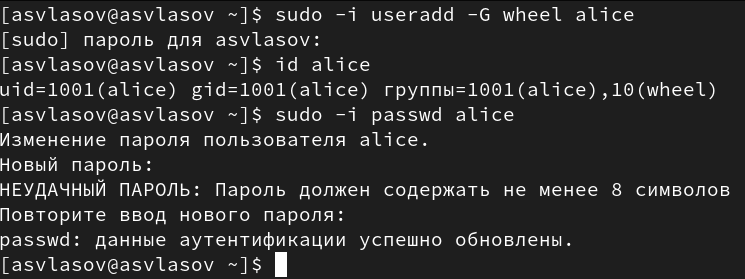 [asvlasov@asvlasov ~]$ sudo -i useradd -G wheel alice
[sudo] пароль для asvlasov:
[asvlasov@asvlasov ~]$ id alice
uid=1001(alice) gid=1001(alice) группы=1001(alice),10(wheel)
[asvlasov@asvlasov ~]$ sudo -i passwd alice
Изменение пароля пользователя alice.
Новый пароль:
НЕУДАЧНЫЙ ПАРОЛЬ: Пароль должен содержать не менее 8 символов
Повторите ввод нового пароля:
passwd: данные аутентификации успешно обновлены.
[asvlasov@asvlasov ~]$